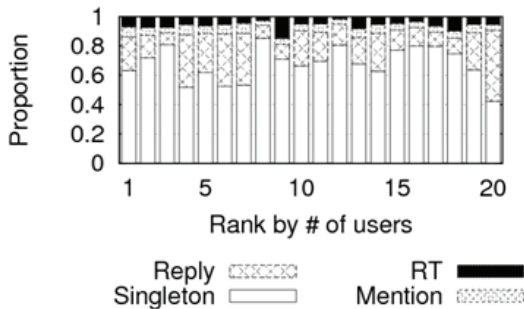 1
0.8
0.6
0.4
0.2
0
Proportion
1 5 10 15 20
Rank by # of users
Reply RT
Singleton Mention